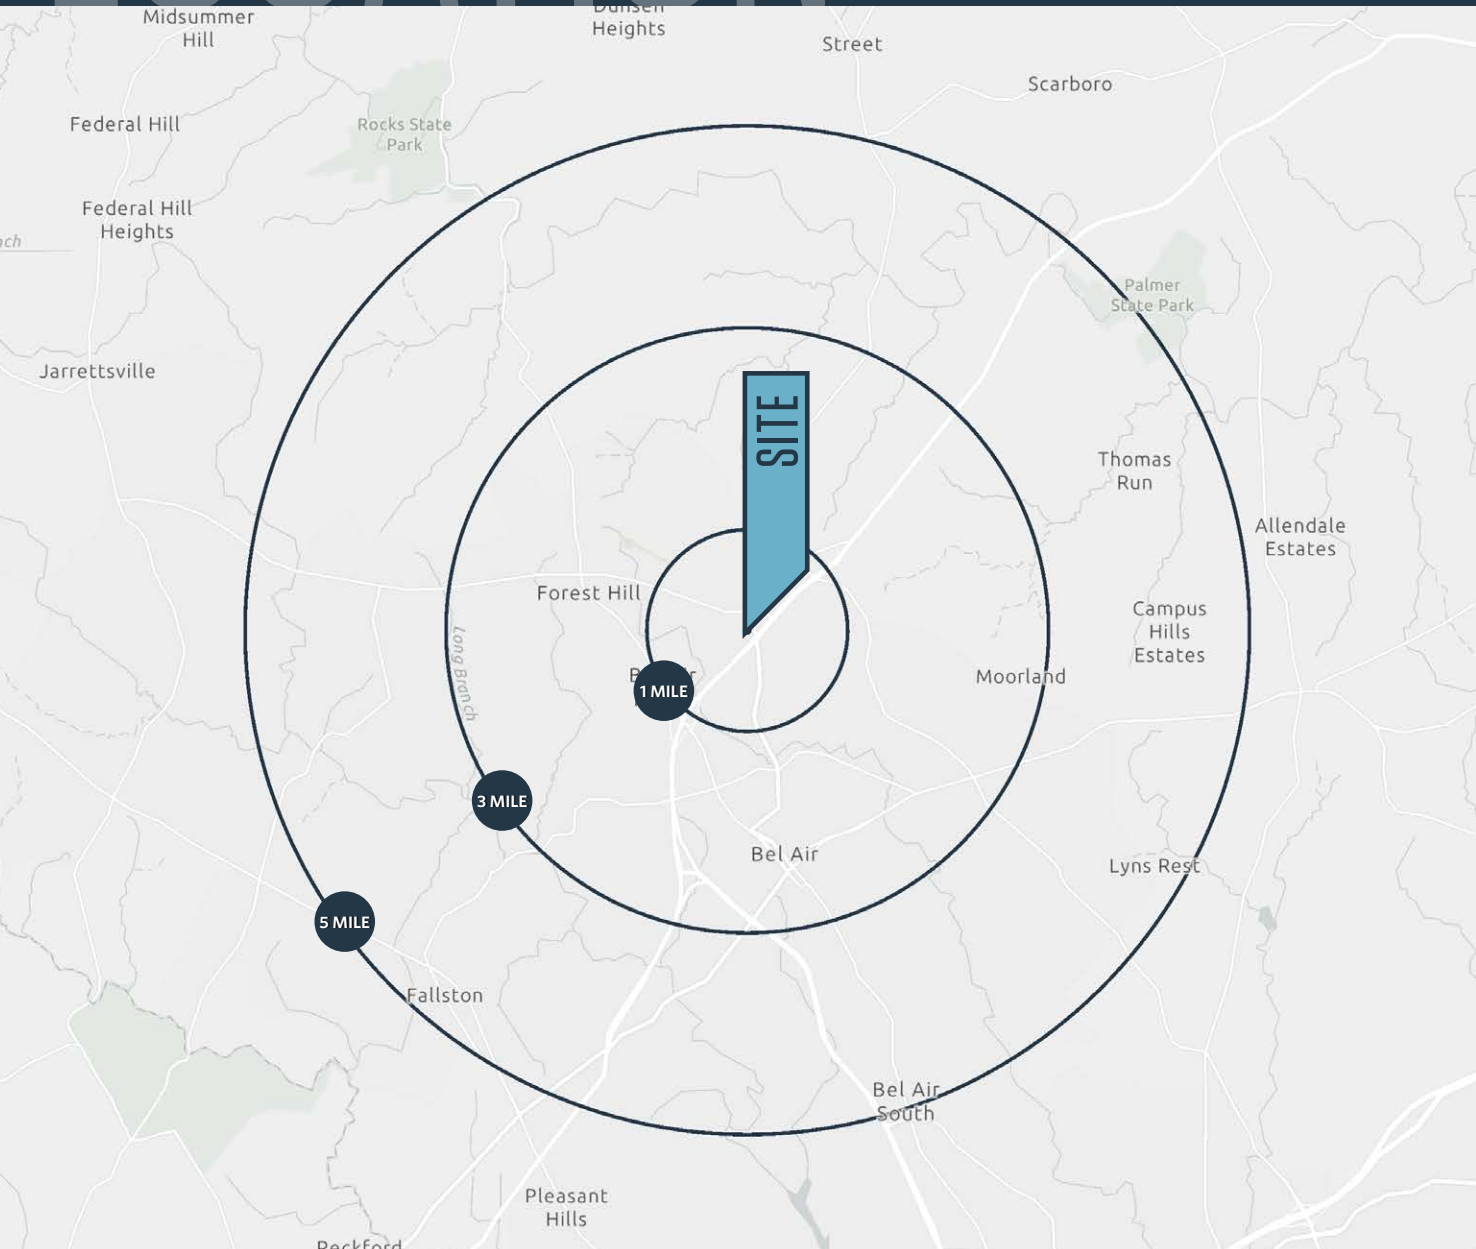 Midsummer
Hill
Heights
Street
Scarboro
Federal Hill
Rocks State
Park
Federal Hill
Heights
Palmer
State Park
Jarrettsville
SITE
Thomas
Run
Allendale
Estates
Forest Hill
Campus
Hills
Estates
Long Branch
Moorland
1 MILE
3 MILE
Bel Air
Lyns Rest
5 MILE
Fallston
Bel Air
South
Pleasant
Hills